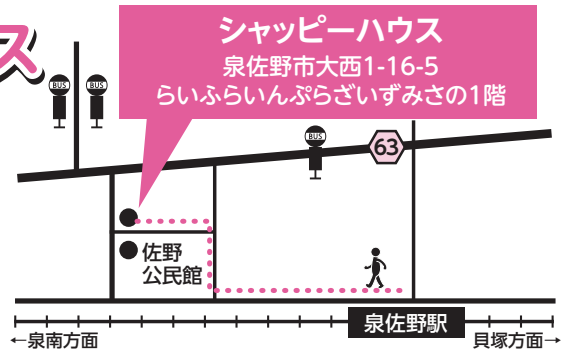 ス
シャッピーハウス
泉佐野市大西1-16-5
らいふらいんぷらざいずみさの1階
BUS
BUS
BUS
63
佐野
公民館
泉佐野駅
←泉南方面
貝塚方面→